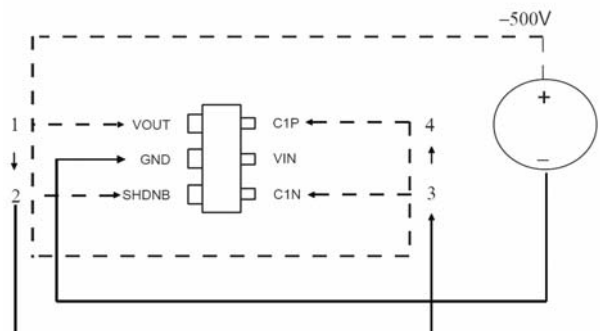 −500V
+
−
1 VOUT C1P 4
GND VIN
2 SHDNB C1N 3